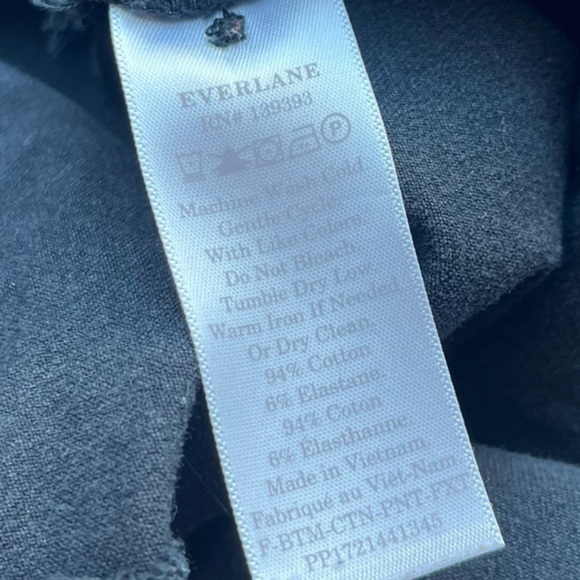 EVERLANE
RN# 139393
P
Machine Wash Cold.
Gentle Cycle.
With Like Colors.
Do Not Bleach.
Tumble Dry Low.
Warm Iron If Needed.
Or Dry Clean.
94% Cotton
6% Elastane.
94% Coton
6% Élasthanne.
Made in Vietnam.
Fabriqué au Viêt-Nam
F-BTM-CTN-PNT-FXT
PP1721441345